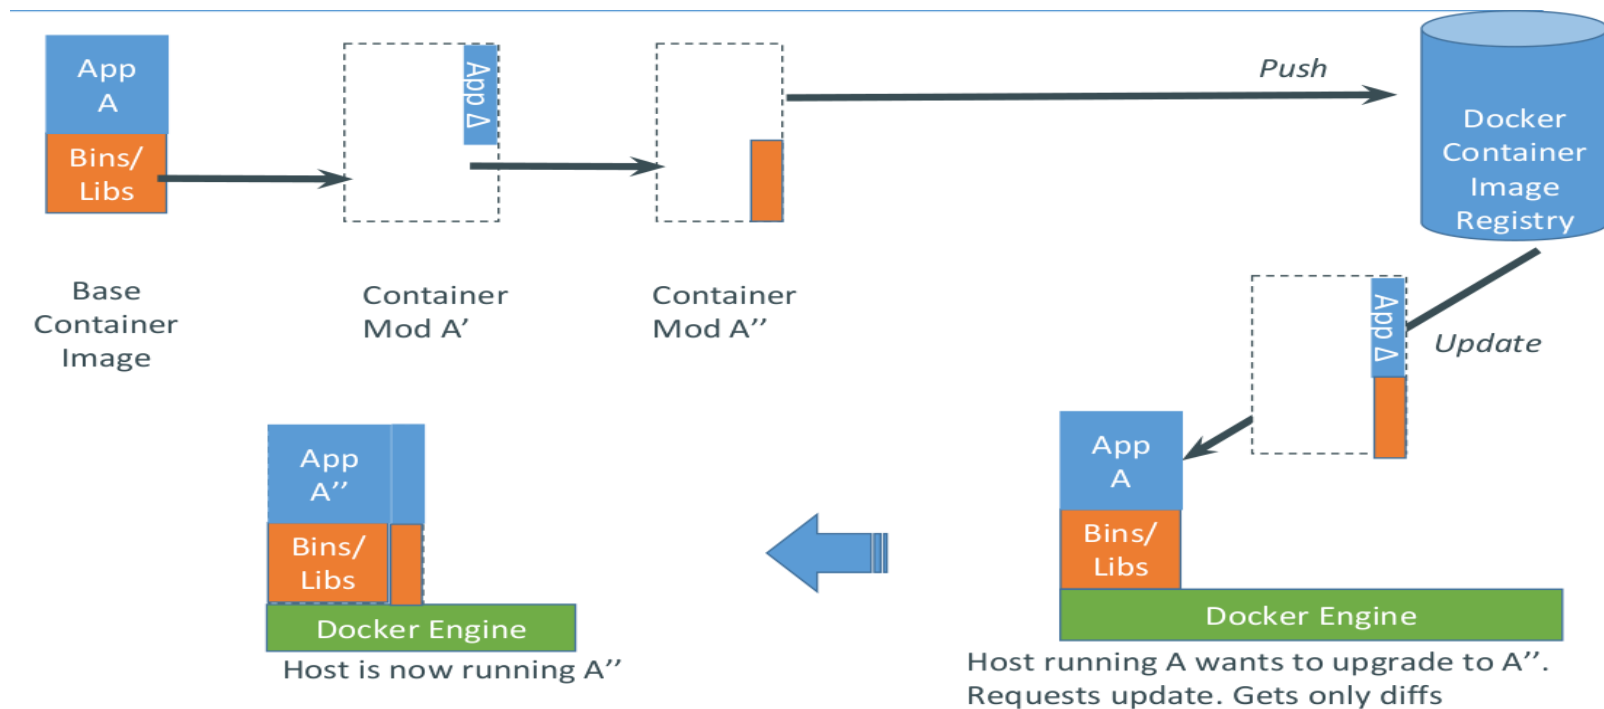 App
A
Bins/
Libs
App Δ
Push
Docker
Container
Image
Registry
Base
Container
Image
Container
Mod A’
Container
Mod A’’
App Δ
Update
App
A’’
Bins/
Libs
Docker Engine
Host is now running A’’
App
A
Bins/
Libs
Docker Engine
Host running A wants to upgrade to A’’.
Requests update. Gets only diffs